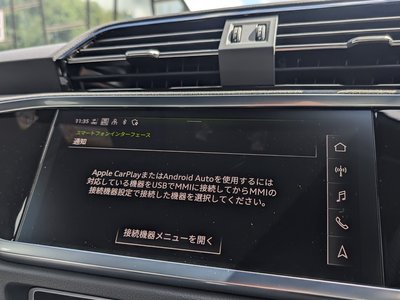 11:35
スマートフォンインターフェース
通知
Apple CarPlayまたはAndroid Autoを使用するには
対応している機器をUSBでMMIに接続してからMMIの
接続機器設定で接続した機器を選択してください。
接続機器メニューを開く